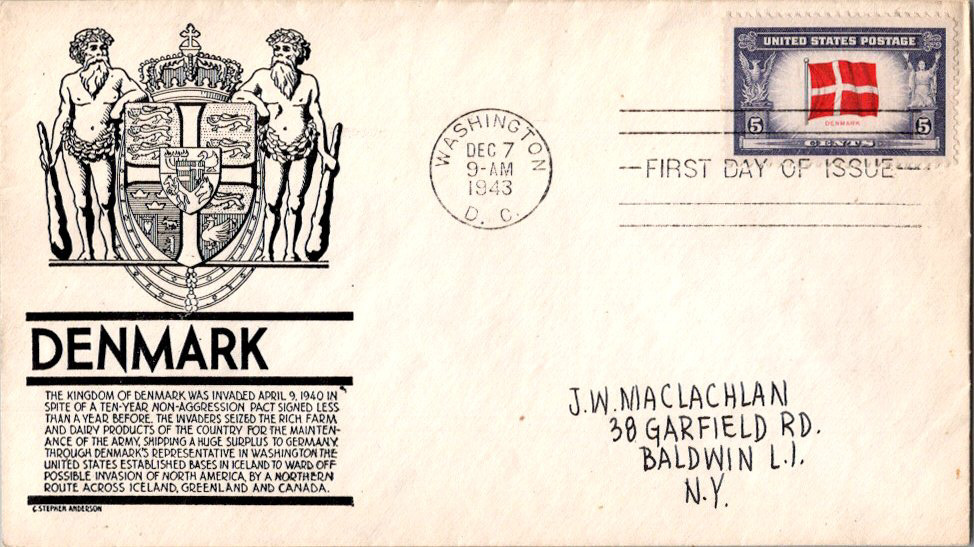 UNITED STATES POSTAGE
DENMARK
5 5
CENTS
WASHINGTON
DEC 7
9-AM
1943
D. C.
FIRST DAY OF ISSUE
DENMARK
THE KINGDOM OF DENMARK WAS INVADED APRIL 9, 1940 IN
SPITE OF A TEN-YEAR NON-AGGRESSION PACT SIGNED LESS
THAN A YEAR BEFORE. THE INVADERS SEIZED THE RICH FARM
AND DAIRY PRODUCTS OF THE COUNTRY FOR THE MAINTEN-
ANCE OF THE ARMY, SHIPPING A HUGE SURPLUS TO GERMANY.
THROUGH DENMARK'S REPRESENTATIVE IN WASHINGTON THE
UNITED STATES ESTABLISHED BASES IN ICELAND TO WARD OFF
POSSIBLE INVASION OF NORTH AMERICA, BY A NORTHERN
ROUTE ACROSS ICELAND, GREENLAND AND CANADA.
C. STEPHEN ANDERSON
J.W. MACLACHLAN
38 GARFIELD RD.
BALDWIN L.I.
N.Y.